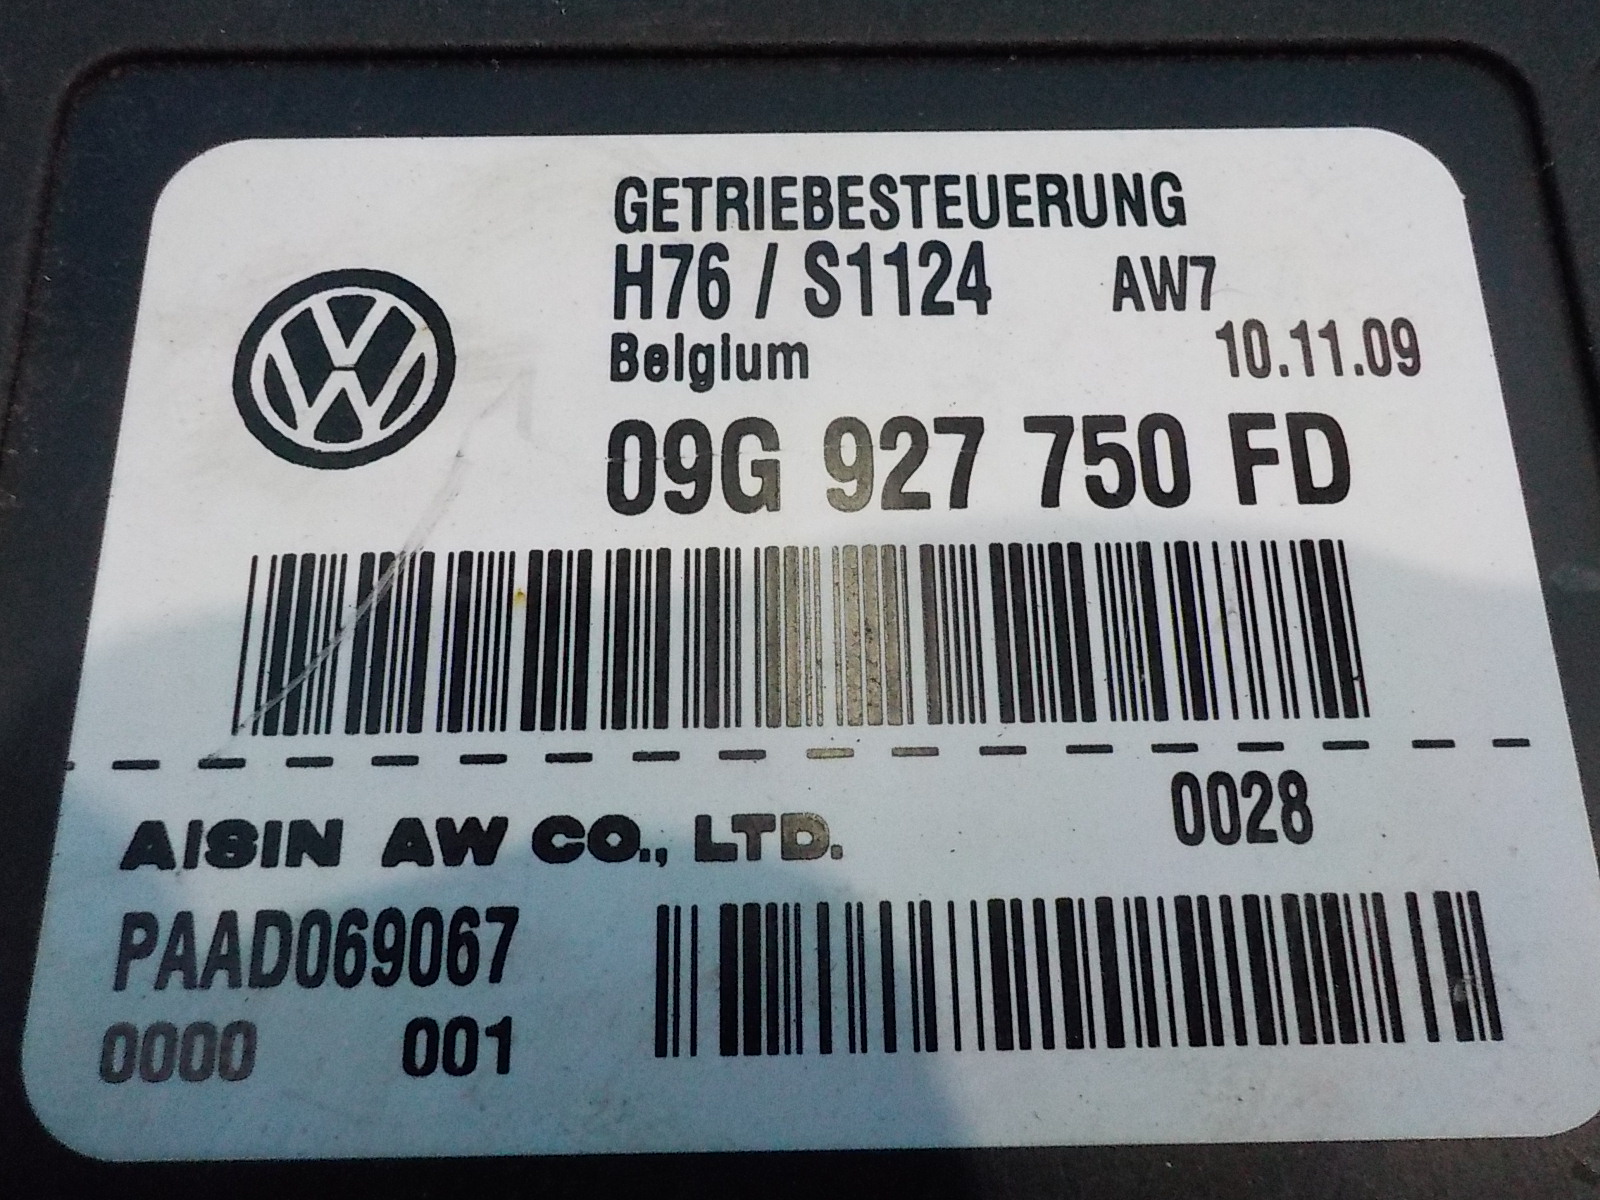 GETRIEBESTEUERUNG
H76 / S1124 AW7
Belgium 10.11.09
09G 927 750 FD
0028
AISIN AW CO., LTD.
PAAD069067
0000 001